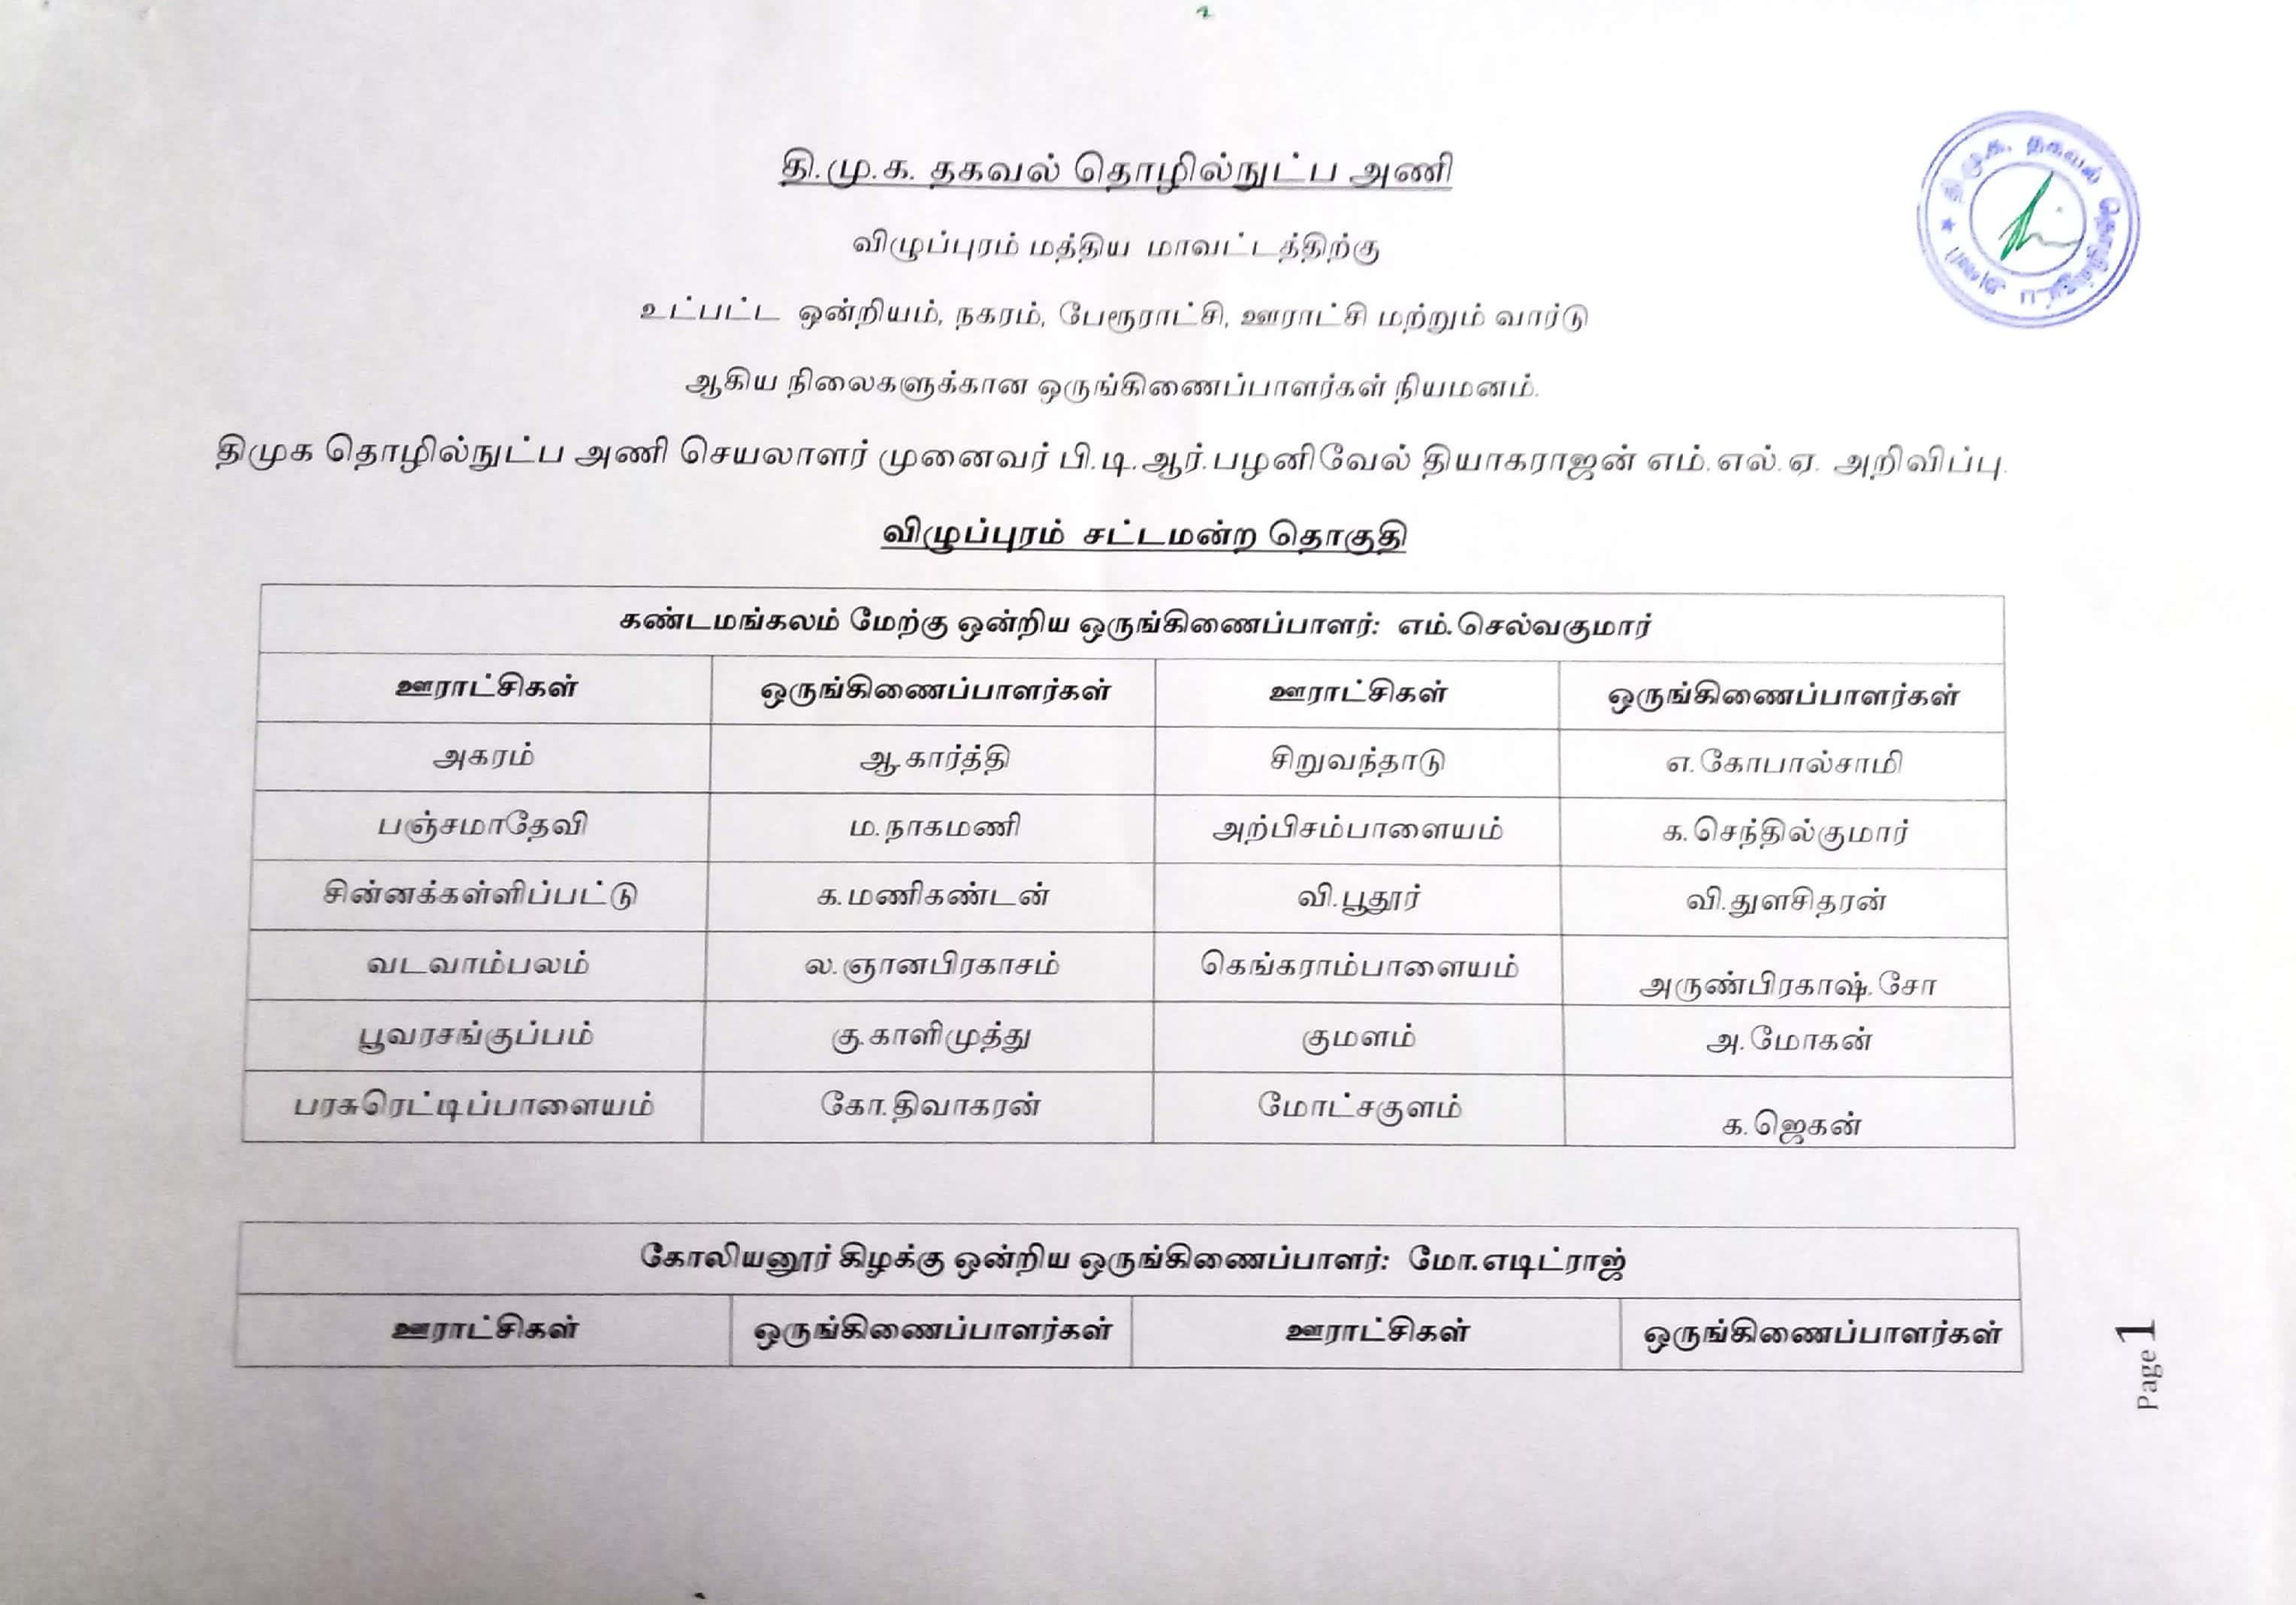 தி.மு.க. தகவல் தொழில்நுட்ப அணி
விழுப்புரம் மத்திய மாவட்டத்திற்கு
உட்பட்ட ஒன்றியம், நகரம், பேரூராட்சி, ஊராட்சி மற்றும் வார்டு
ஆகிய நிலைகளுக்கான ஒருங்கிணைப்பாளர்கள் நியமனம்.
திமுக தொழில்நுட்ப அணி செயலாளர் முனைவர் பி.டி.ஆர்.பழனிவேல் தியாகராஜன் எம்.எல்.ஏ. அறிவிப்பு.
விழுப்புரம் சட்டமன்ற தொகுதி
கண்டமங்கலம் மேற்கு ஒன்றிய ஒருங்கிணைப்பாளர்: எம்.செல்வகுமார்
ஊராட்சிகள் ஒருங்கிணைப்பாளர்கள் ஊராட்சிகள் ஒருங்கிணைப்பாளர்கள்
அகரம் ஆ.கார்த்தி சிறுவந்தாடு எ.கோபால்சாமி
பஞ்சமாதேவி ம.நாகமணி அற்பிசம்பாளையம் க.செந்தில்குமார்
சின்னக்கள்ளிப்பட்டு க.மணிகண்டன் வி.பூதூர் வி.துளசிதரன்
வடவாம்பலம் ல.ஞானபிரகாசம் கெங்கராம்பாளையம் அருண்பிரகாஷ்.சோ
பூவரசங்குப்பம் கு.காளிமுத்து குமளம் அ.மோகன்
பரசுரெட்டிப்பாளையம் கோ.திவாகரன் மோட்சகுளம் க.ஜெகன்
கோலியனூர் கிழக்கு ஒன்றிய ஒருங்கிணைப்பாளர்: மோ.எடிட்ராஜ்
ஊராட்சிகள் ஒருங்கிணைப்பாளர்கள் ஊராட்சிகள் ஒருங்கிணைப்பாளர்கள்
Page 1
தி.மு.க. தகவல் தொழில்நுட்ப அணி